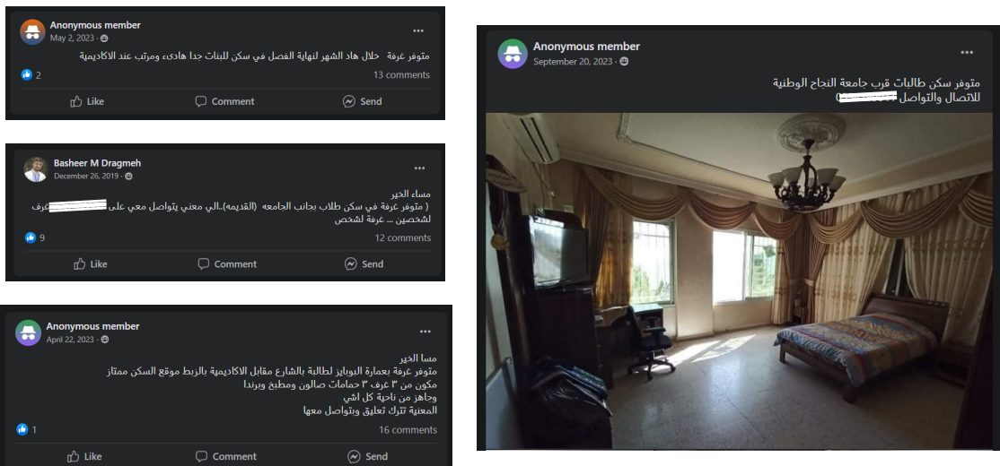 Anonymous member
May 2, 2023
متوفر غرفة خلال هاد الشهر لنهاية الفصل في سكن للبنات جدا هادىء ومرتب عند الاكاديمية
2
13 comments
Like Comment Send
Basheer M Dragmeh
December 26, 2019
مساء الخير
( متوفر غرفة في سكن طلاب بجانب الجامعه (القديمه)..الي معني يتواصل معي على غرف
لشخصين ... غرفة لشخص
9
12 comments
Like Comment Send
Anonymous member
April 22, 2023
مسا الخير
متوفر غرفة بعمارة البوبايز لطالبة بالشارع مقابل الاكاديمية بالزبط موقع السكن ممتاز
مكون من ٣ غرف ٣ حمامات صالون ومطبخ وبرندا
وجاهز من ناحية كل اشي
المعنية تترك تعليق وبتواصل معها
1
16 comments
Like Comment Send
Anonymous member
September 20, 2023
متوفر سكن طالبات قرب جامعة النجاح الوطنية
للاتصال والتواصل